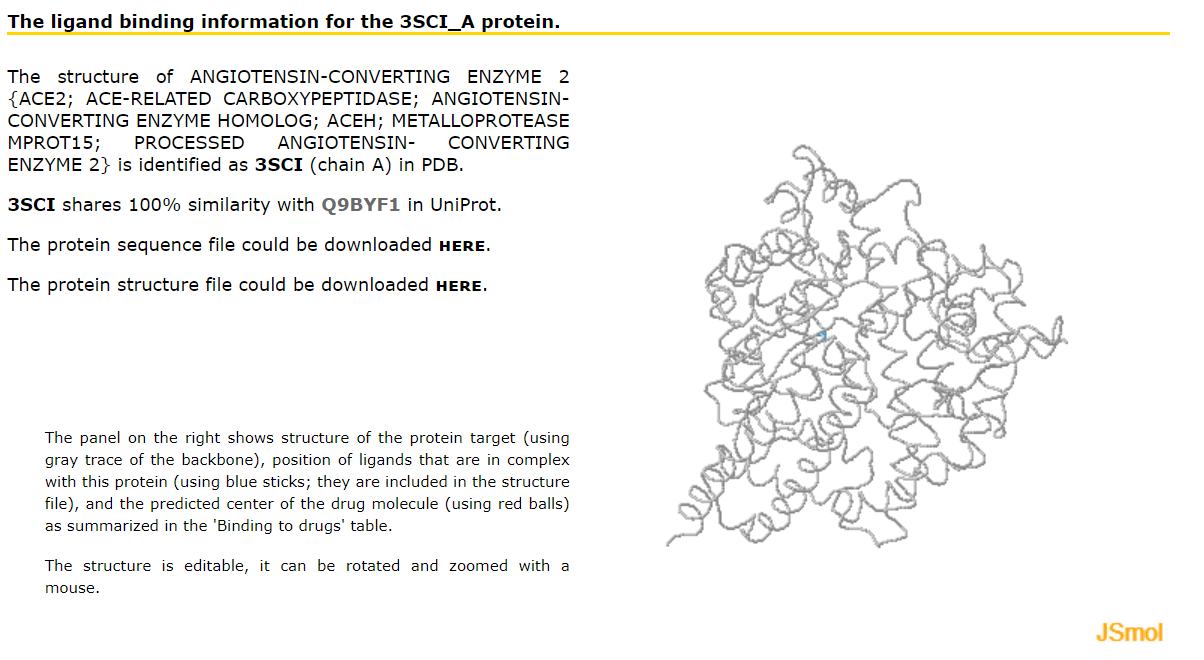 The ligand binding information for the 3SCI_A protein.
The structure of ANGIOTENSIN-CONVERTING ENZYME 2
{ACE2; ACE-RELATED CARBOXYPEPTIDASE; ANGIOTENSIN-
CONVERTING ENZYME HOMOLOG; ACEH; METALLOPROTEASE
MPROT15; PROCESSED ANGIOTENSIN- CONVERTING
ENZYME 2} is identified as 3SCI (chain A) in PDB.
3SCI shares 100% similarity with Q9BYF1 in UniProt.
The protein sequence file could be downloaded HERE.
The protein structure file could be downloaded HERE.
The panel on the right shows structure of the protein target (using
gray trace of the backbone), position of ligands that are in complex
with this protein (using blue sticks; they are included in the structure
file), and the predicted center of the drug molecule (using red balls)
as summarized in the 'Binding to drugs' table.
The structure is editable, it can be rotated and zoomed with a
mouse.
JSmol